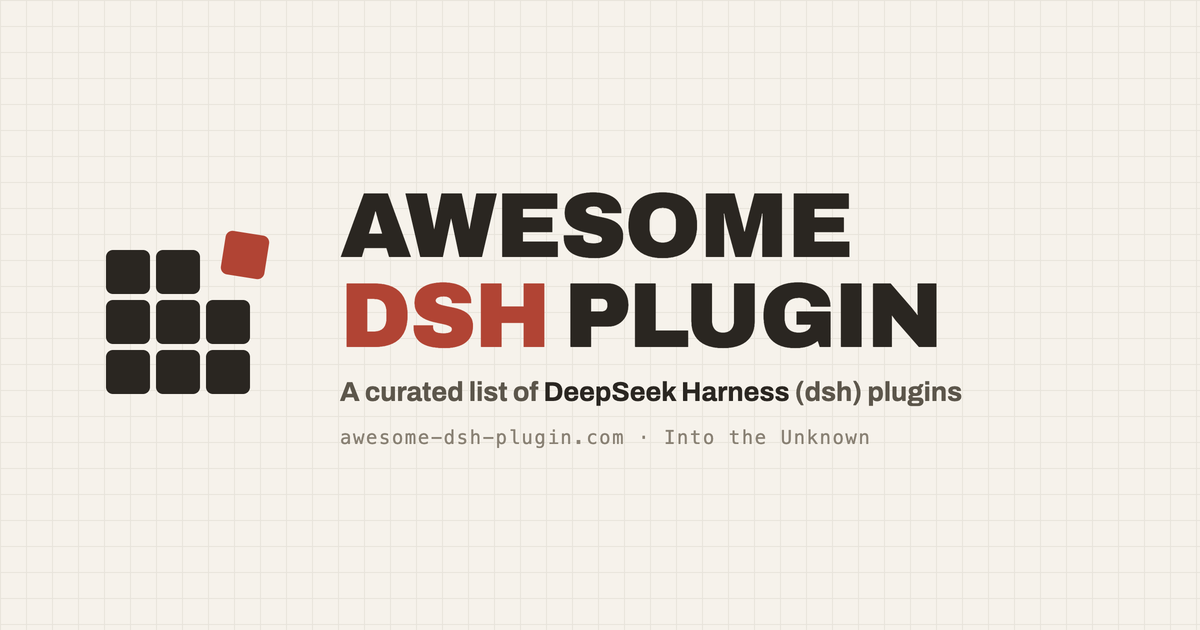 AWESOME
DSH PLUGIN
A curated list of DeepSeek Harness (dsh) plugins
awesome-dsh-plugin.com · Into the Unknown